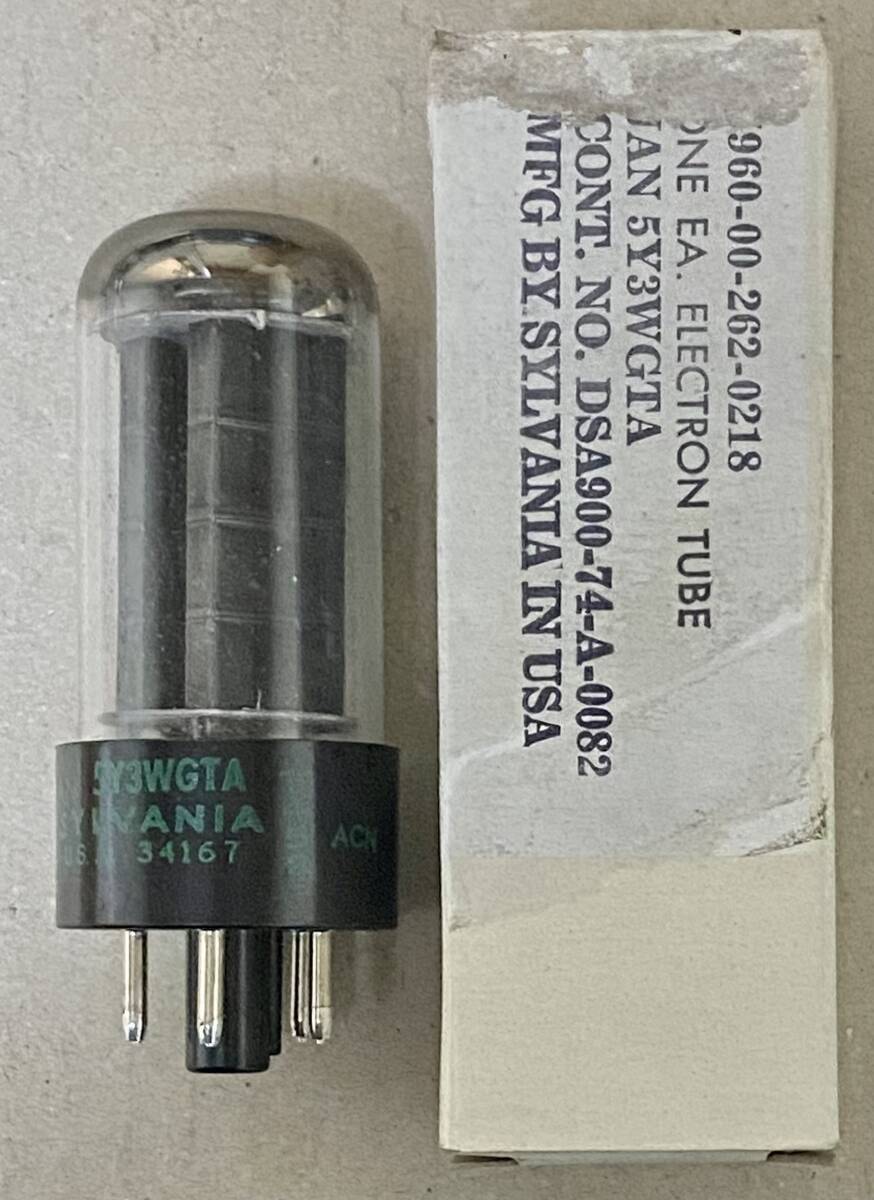 5Y3WGTA
SYLVANIA
U.S. 34167
ACN
960-00-262-0218
ONE EA. ELECTRON TUBE
JAN 5Y3WGTA
CONT. NO. DSA900-74-A-0082
MFG BY SYLVANIA IN USA